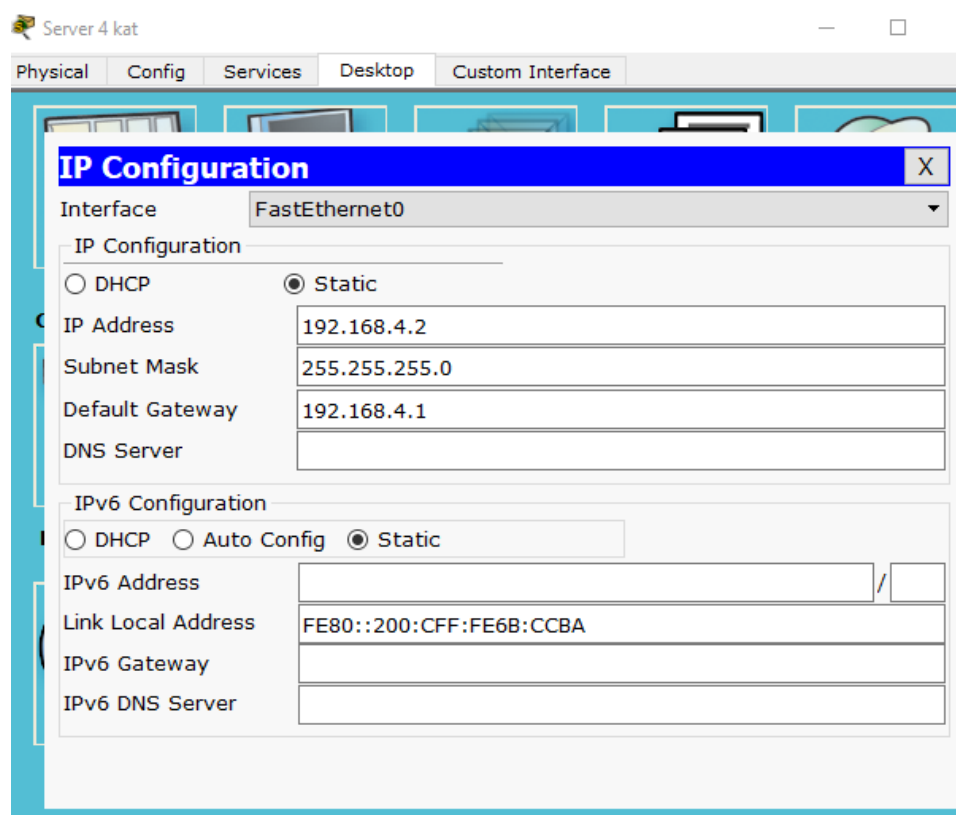 Server 4 kat
Physical Config Services Desktop Custom Interface
IP Configuration X
Interface FastEthernet0
IP Configuration
DHCP Static
IP Address 192.168.4.2
Subnet Mask 255.255.255.0
Default Gateway 192.168.4.1
DNS Server
IPv6 Configuration
DHCP Auto Config Static
IPv6 Address /
Link Local Address FE80::200:CFF:FE6B:CCBA
IPv6 Gateway
IPv6 DNS Server